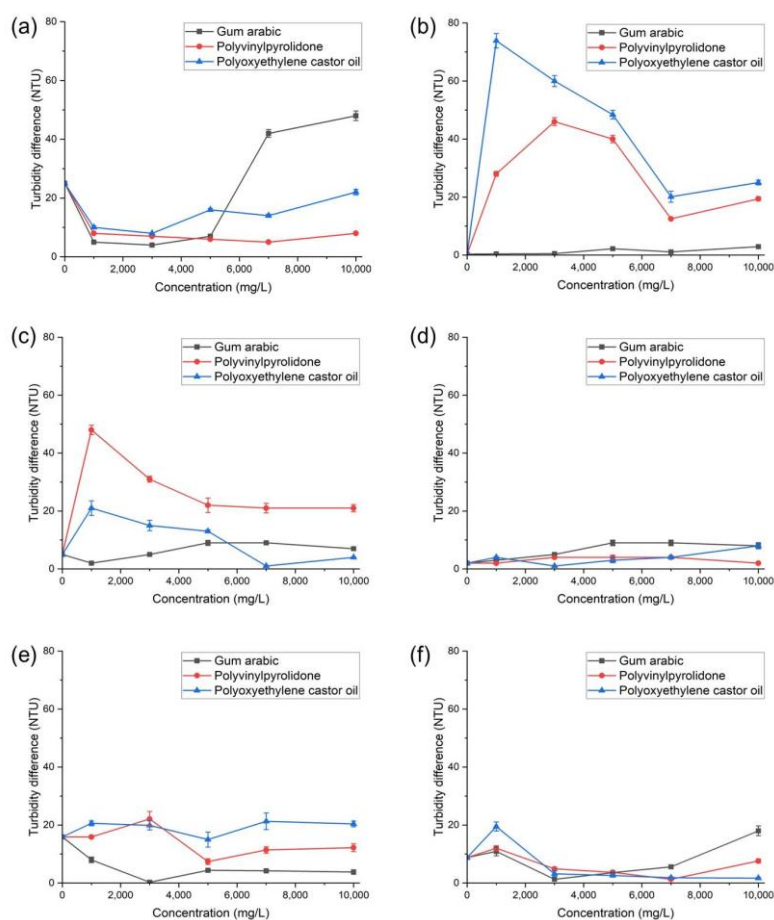 (a)
Gum arabic
Polyvinylpyrolidone
Polyoxyethylene castor oil
Turbidity difference (NTU)
80
60
40
20
0
0 2,000 4,000 6,000 8,000 10,000
Concentration (mg/L)
(b)
Gum arabic
Polyvinylpyrolidone
Polyoxyethylene castor oil
Turbidity difference (NTU)
80
60
40
20
0
0 2,000 4,000 6,000 8,000 10,000
Concentration (mg/L)
(c)
Gum arabic
Polyvinylpyrolidone
Polyoxyethylene castor oil
Turbidity difference (NTU)
80
60
40
20
0
0 2,000 4,000 6,000 8,000 10,000
Concentration (mg/L)
(d)
Gum arabic
Polyvinylpyrolidone
Polyoxyethylene castor oil
Turbidity difference (NTU)
80
60
40
20
0
0 2,000 4,000 6,000 8,000 10,000
Concentration (mg/L)
(e)
Gum arabic
Polyvinylpyrolidone
Polyoxyethylene castor oil
Turbidity difference (NTU)
80
60
40
20
0
0 2,000 4,000 6,000 8,000 10,000
Concentration (mg/L)
(f)
Gum arabic
Polyvinylpyrolidone
Polyoxyethylene castor oil
Turbidity difference (NTU)
80
60
40
20
0
0 2,000 4,000 6,000 8,000 10,000
Concentration (mg/L)